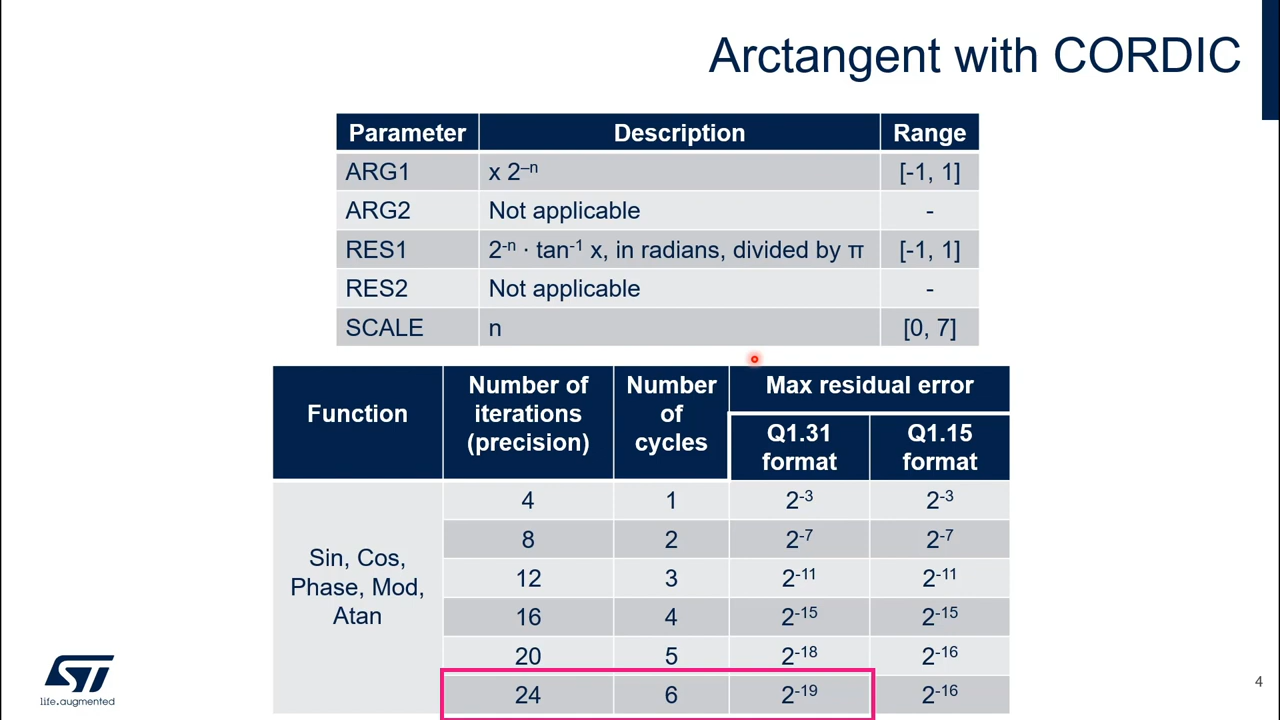 Arctangent with CORDIC
Parameter Description Range
ARG1 x 2⁻ⁿ [-1, 1]
ARG2 Not applicable -
RES1 2⁻ⁿ · tan⁻¹ x, in radians, divided by π [-1, 1]
RES2 Not applicable -
SCALE n [0, 7]
Function Number of iterations (precision) Number of cycles Max residual error
Q1.31 format Q1.15 format
Sin, Cos, Phase, Mod, Atan
4 1 2⁻³ 2⁻³
8 2 2⁻⁷ 2⁻⁷
12 3 2⁻¹¹ 2⁻¹¹
16 4 2⁻¹⁵ 2⁻¹⁵
20 5 2⁻¹⁸ 2⁻¹⁶
24 6 2⁻¹⁹ 2⁻¹⁶
ST
life.augmented
4